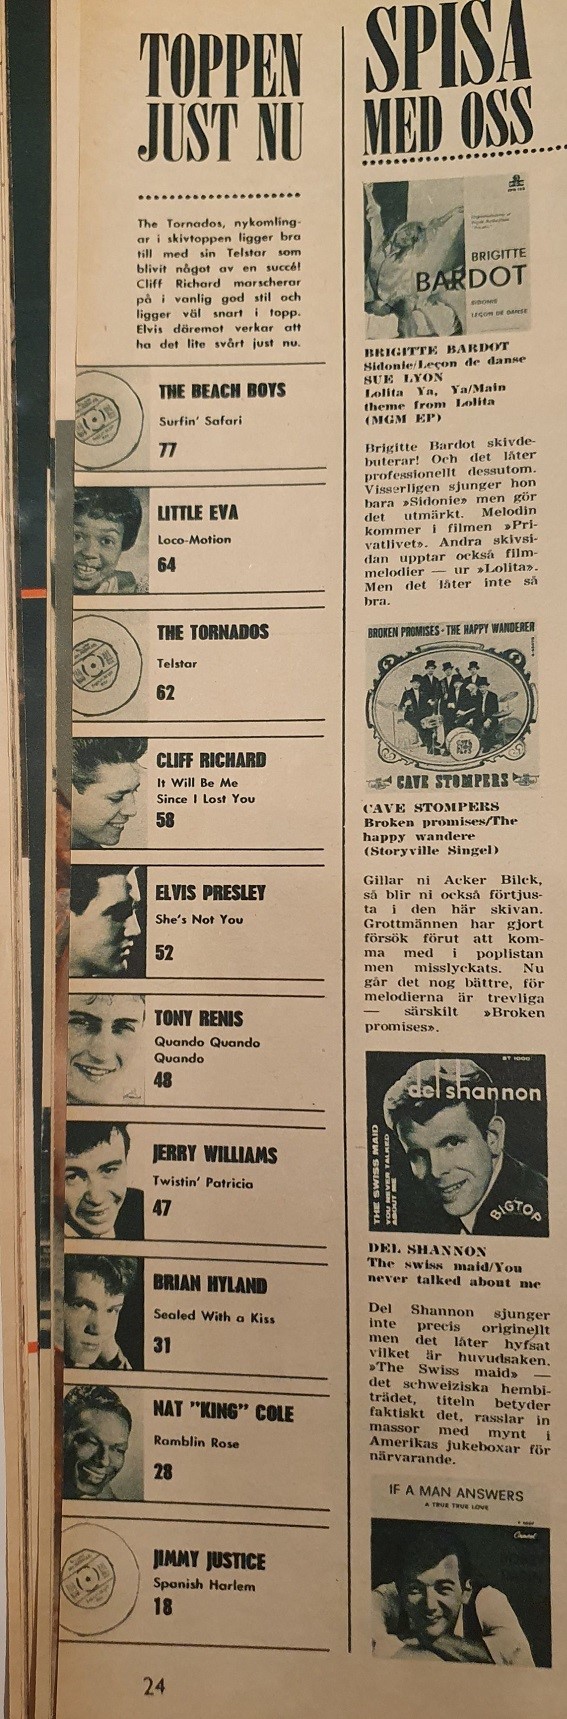 TOPPEN
JUST NU
The Tornados, nykomling-
ar i skivtoppen ligger bra
till med sin Telstar som
blivit något av en succé!
Cliff Richard marscherar
på i vanlig god stil och
ligger väl snart i topp.
Elvis däremot verkar att
ha det lite svårt just nu.
THE BEACH BOYS
Surfin' Safari
77
LITTLE EVA
Loco-Motion
64
THE TORNADOS
Telstar
62
CLIFF RICHARD
It Will Be Me
Since I Lost You
58
ELVIS PRESLEY
She's Not You
52
TONY RENIS
Quando Quando
Quando
48
JERRY WILLIAMS
Twistin' Patricia
47
BRIAN HYLAND
Sealed With a Kiss
31
NAT "KING" COLE
Ramblin Rose
28
JIMMY JUSTICE
Spanish Harlem
18
24
SPISA
MED OSS
BRIGITTE
BARDOT
SIDONIE
LEÇON DE DANSE
BRIGITTE BARDOT
Sidonie/Leçon de danse
SUE LYON
Lolita Ya, Ya/Main
theme from Lolita
(MGM EP)
Brigitte Bardot skivde-
buterar! Och det låter
professionellt dessutom.
Visserligen sjunger hon
bara »Sidonie» men gör
det utmärkt. Melodin
kommer i filmen »Pri-
vatlivet». Andra skivsi-
dan upptar också film-
melodier — ur »Lolita».
Men det låter inte så
bra.
BROKEN PROMISES · THE HAPPY WANDERER
CAVE STOMPERS
CAVE STOMPERS
Broken promises/The
happy wandere
(Storyville Singel)
Gillar ni Acker Bilck,
så blir ni också förtjus-
ta i den här skivan.
Grottmännen har gjort
försök förut att kom-
ma med i poplistan
men misslyckats. Nu
går det nog bättre, för
melodierna är trevliga
— särskilt »Broken
promises».
ST 1000
del shannon
THE SWISS MAID
YOU NEVER TALKED
ABOUT ME
BIGTOP
DEL SHANNON
The swiss maid/You
never talked about me
Del Shannon sjunger
inte precis originellt
men det låter hyfsat
vilket är huvudsaken.
»The Swiss maid» —
det schweiziska hembi-
trädet, titeln betyder
faktiskt det, rasslar in
massor med mynt i
Amerikas jukeboxar för
närvarande.
IF A MAN ANSWERS
A TRUE TRUE LOVE
Capitol